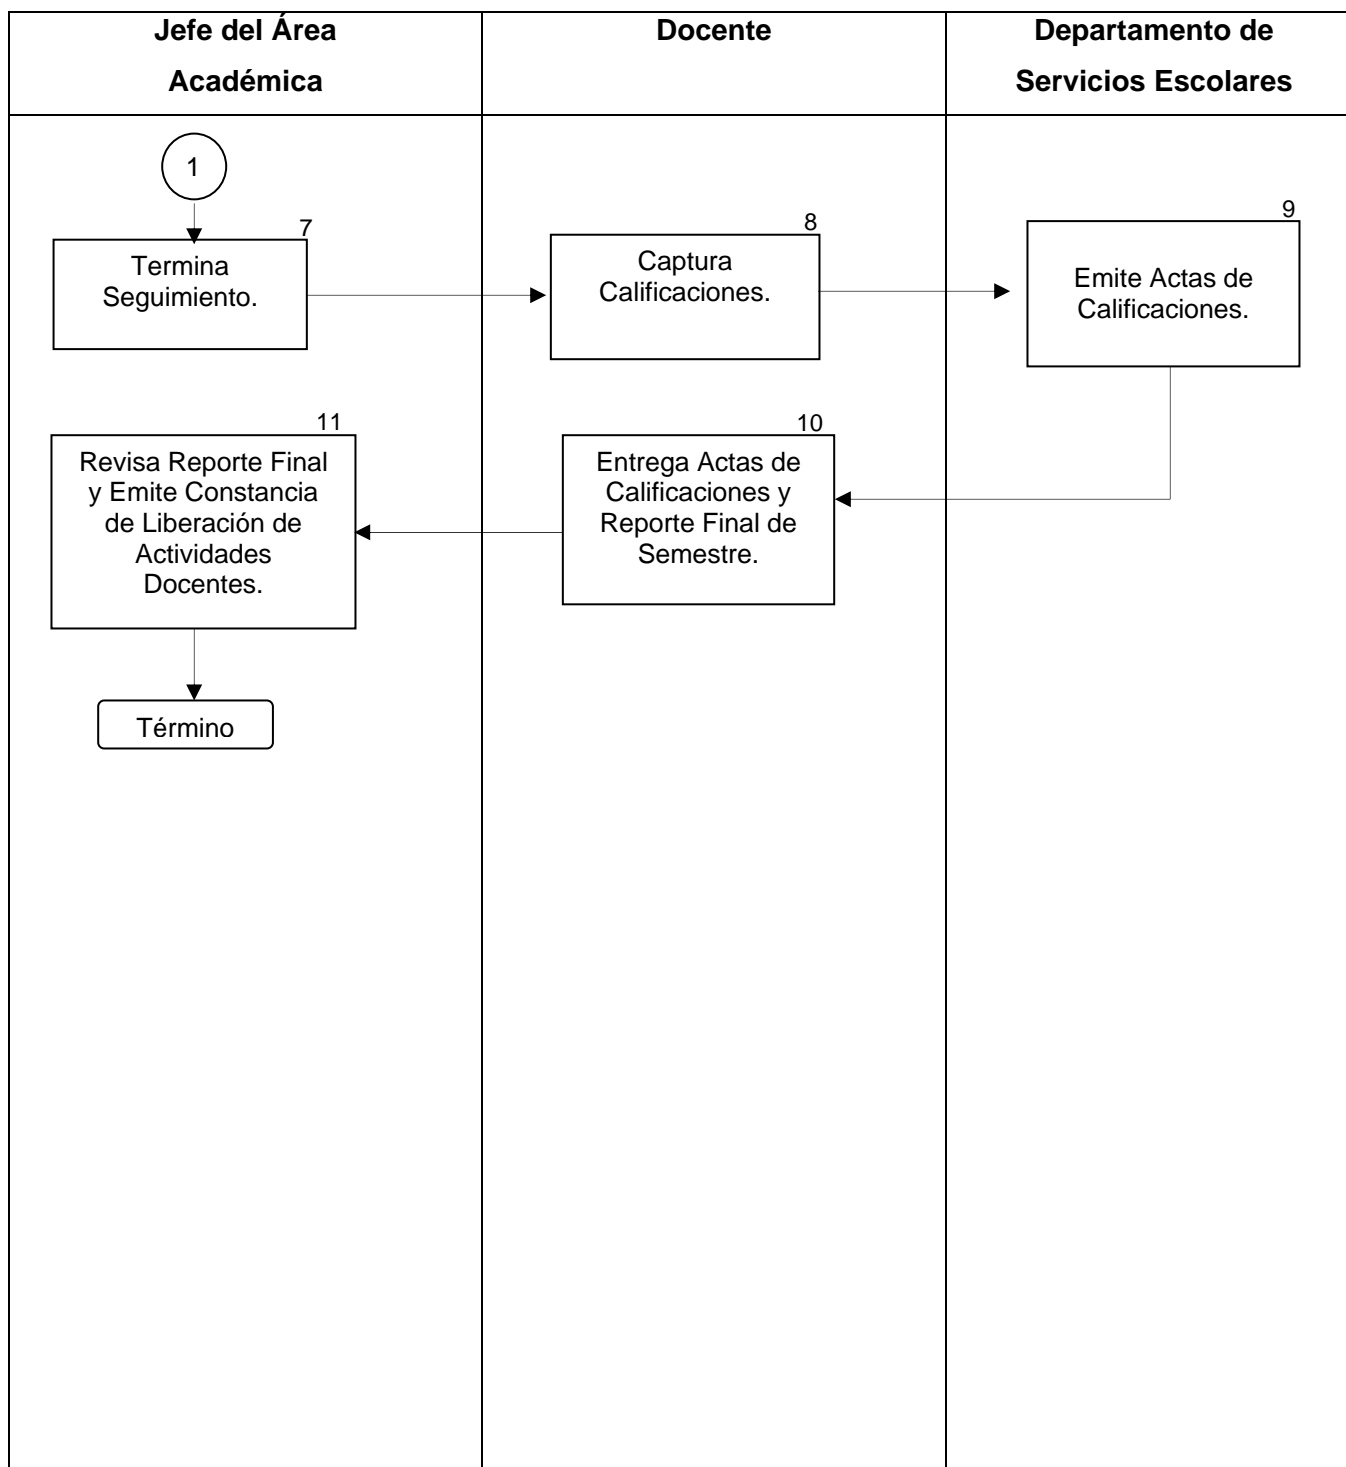 Jefe del Área
Académica
Docente
Departamento de
Servicios Escolares
1
7
Termina
Seguimiento.
8
Captura
Calificaciones.
9
Emite Actas de
Calificaciones.
11
Revisa Reporte Final
y Emite Constancia
de Liberación de
Actividades
Docentes.
10
Entrega Actas de
Calificaciones y
Reporte Final de
Semestre.
Término